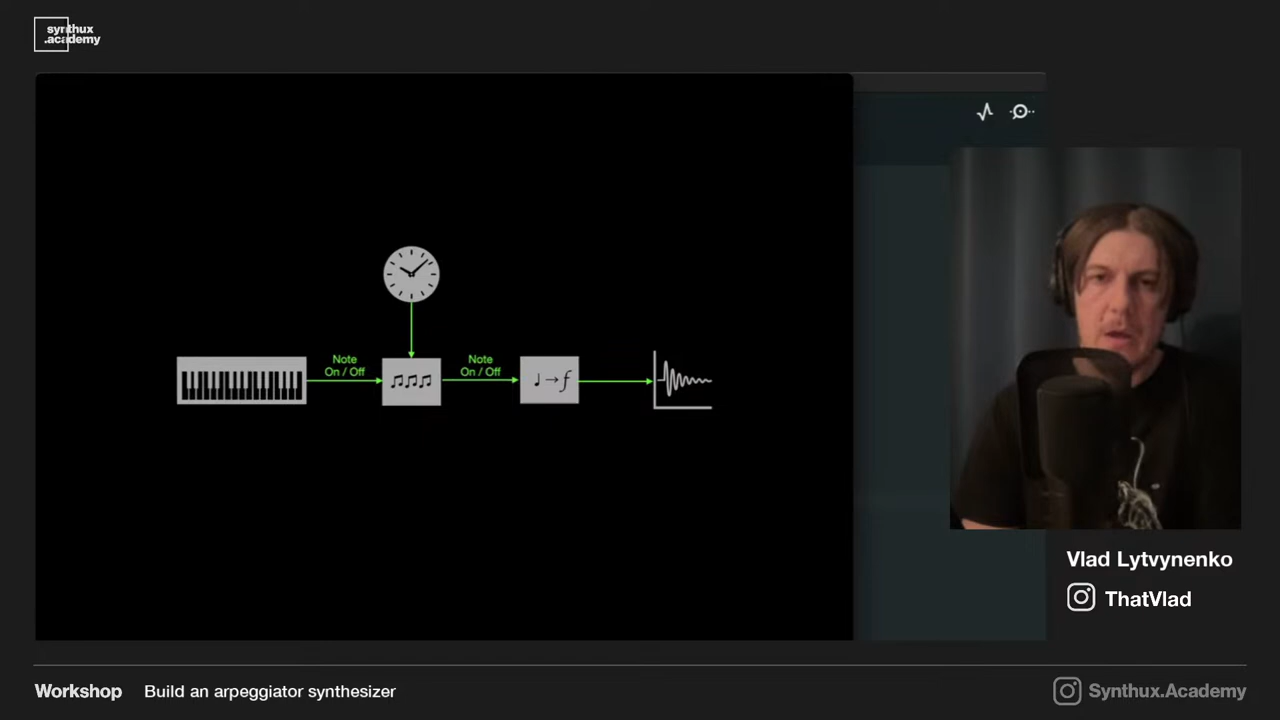 synthux
.academy
Note
On / Off
Note
On / Off
♩→f
Vlad Lytvynenko
ThatVlad
Workshop Build an arpeggiator synthesizer
Synthux.Academy